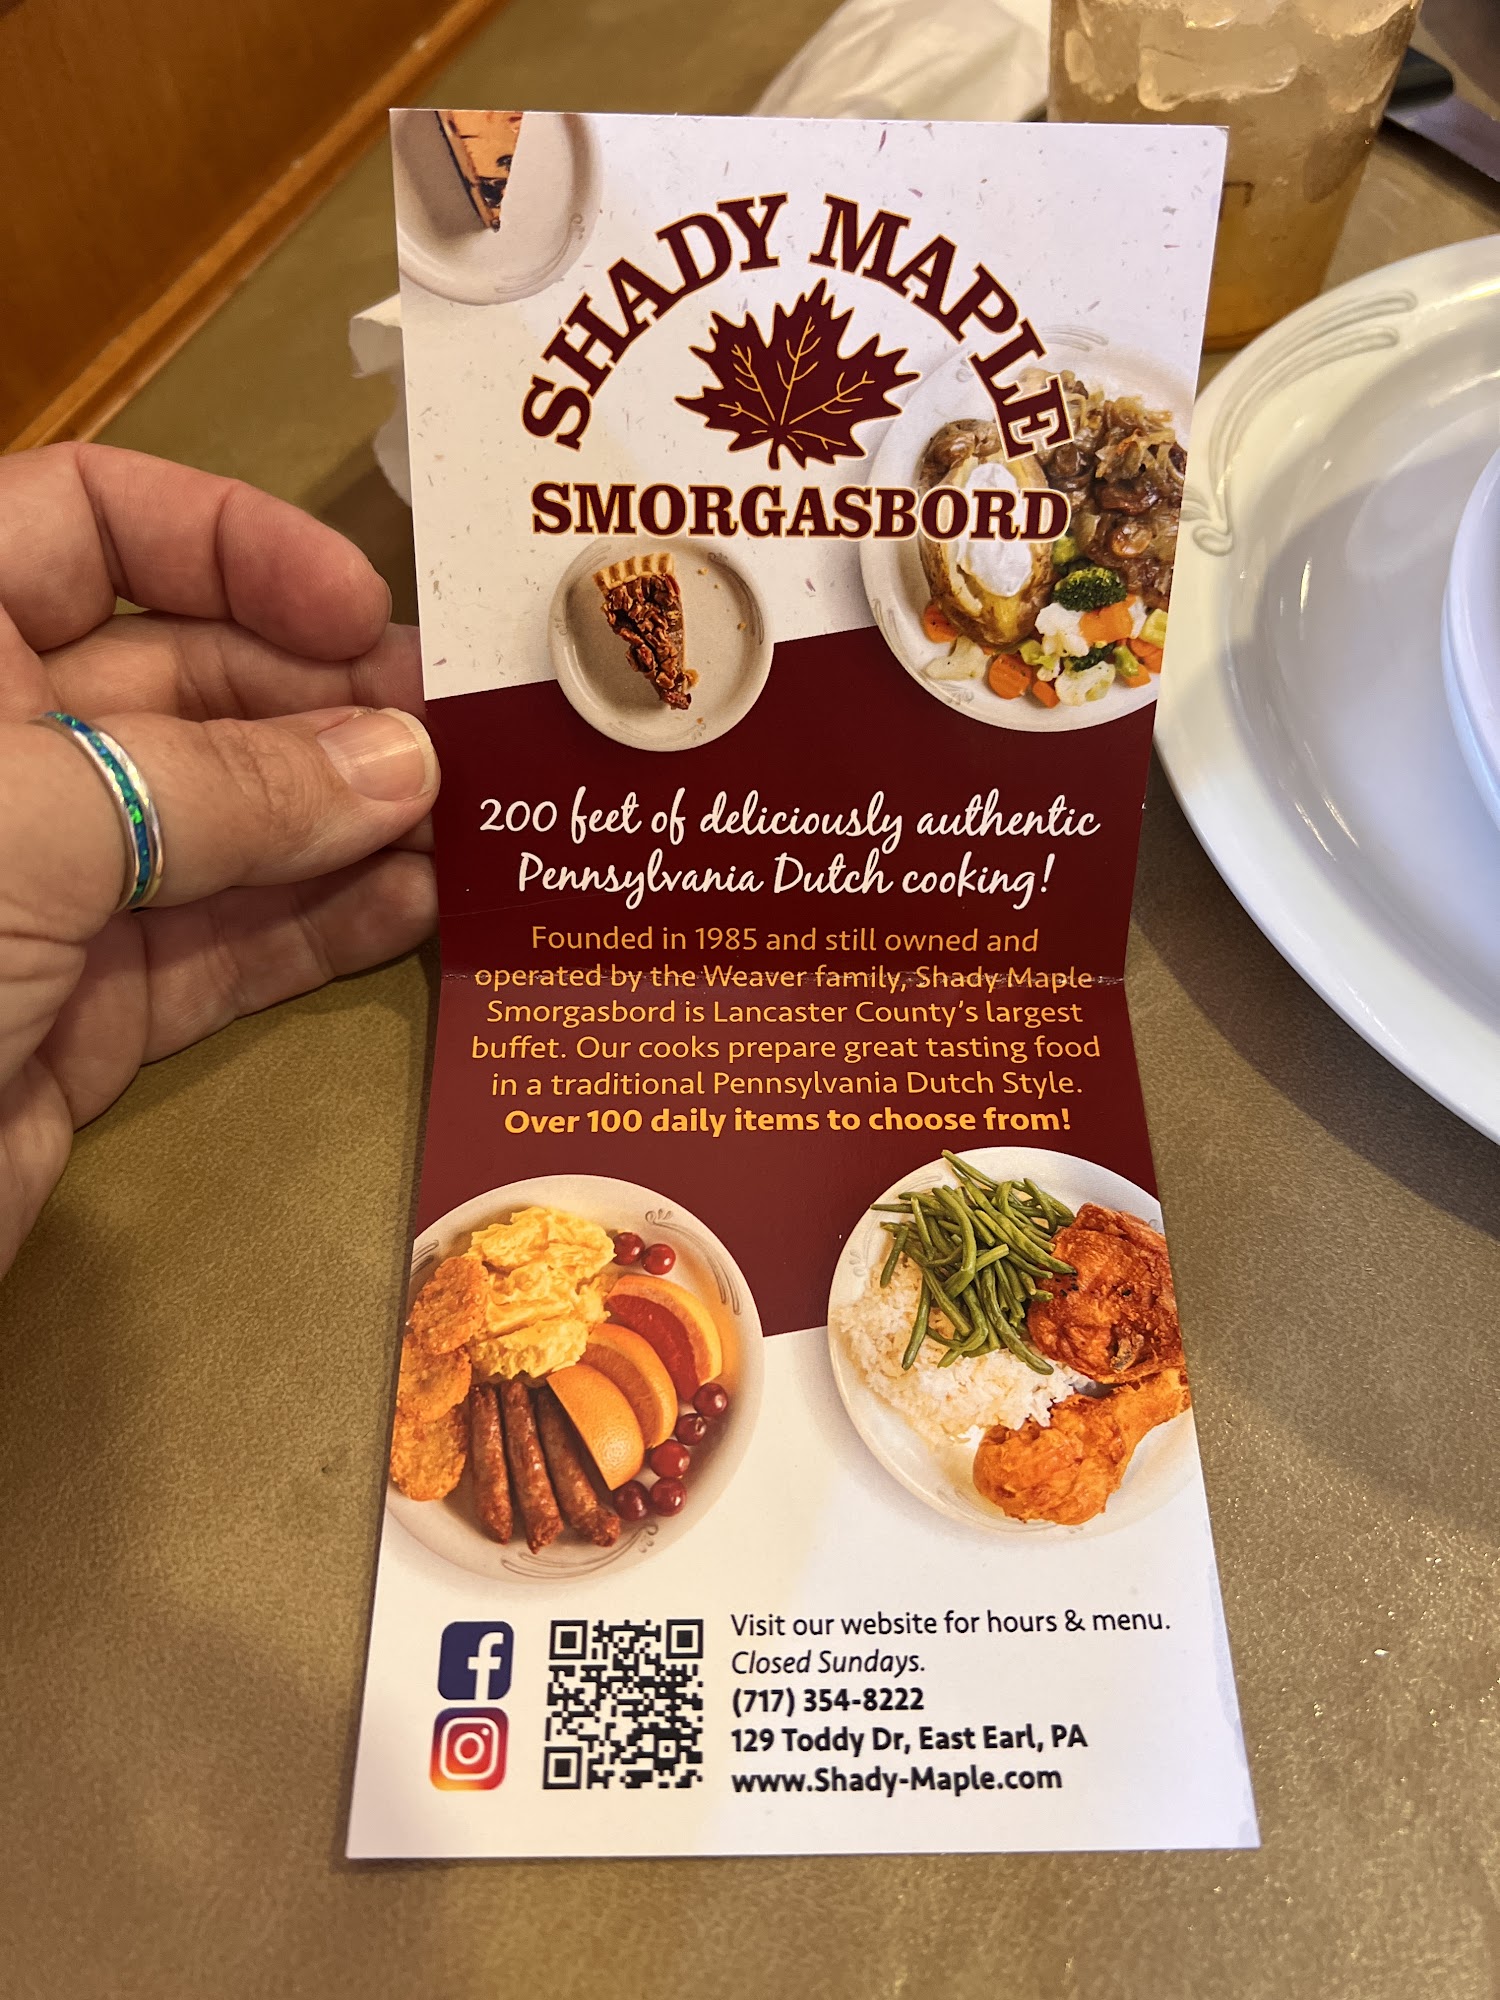 SHADY MAPLE
SMORGASBORD
200 feet of deliciously authentic
Pennsylvania Dutch cooking!
Founded in 1985 and still owned and
operated by the Weaver family, Shady Maple
Smorgasbord is Lancaster County's largest
buffet. Our cooks prepare great tasting food
in a traditional Pennsylvania Dutch Style.
Over 100 daily items to choose from!
Visit our website for hours & menu.
Closed Sundays.
(717) 354-8222
129 Toddy Dr, East Earl, PA
www.Shady-Maple.com